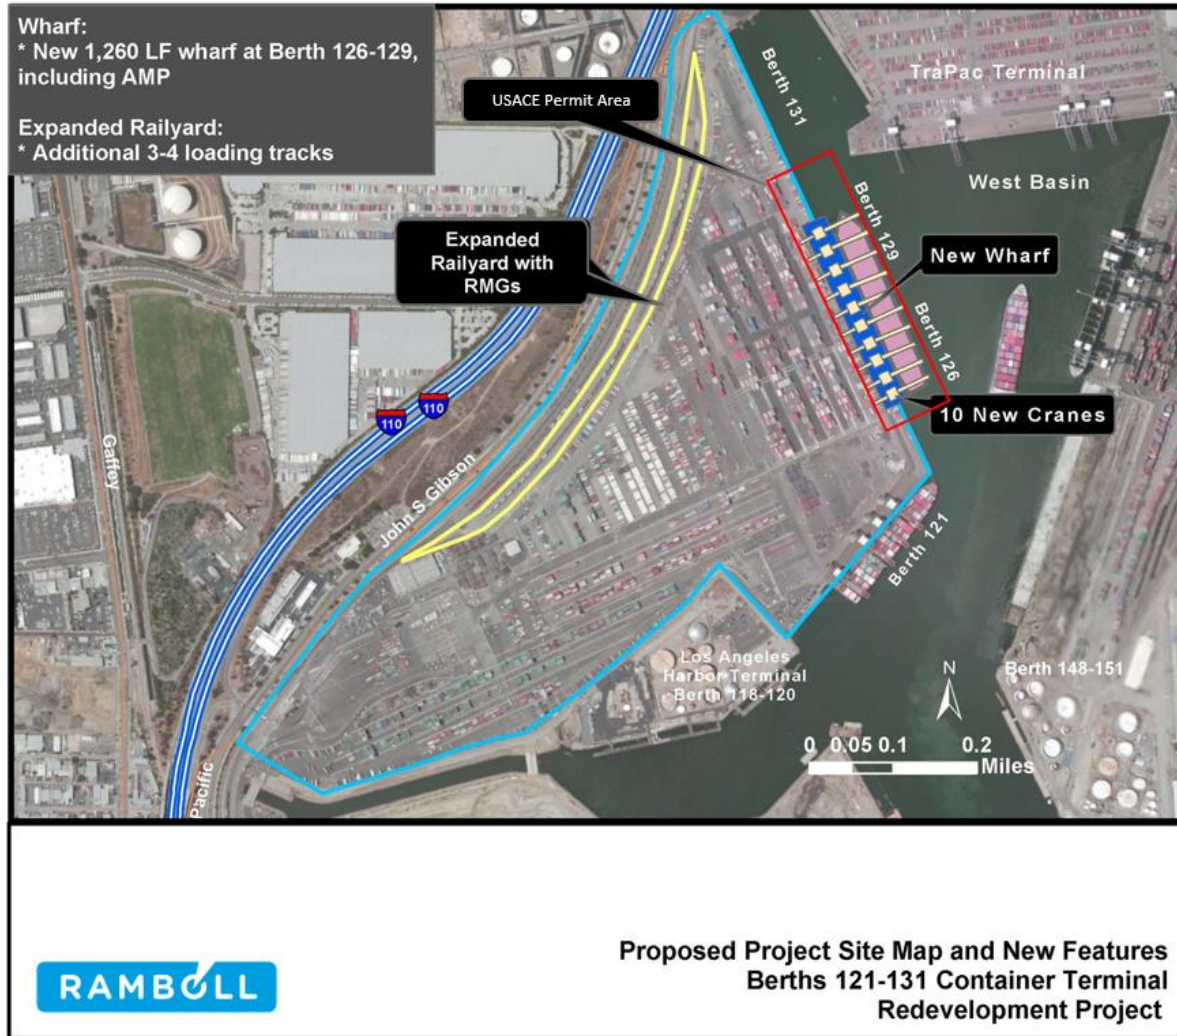 Wharf:
* New 1,260 LF wharf at Berth 126-129,
including AMP
Expanded Railyard:
* Additional 3-4 loading tracks
USACE Permit Area
Berth 131
TraPac Terminal
West Basin
Expanded
Railyard with
RMGs
Berth 129
New Wharf
Berth 126
10 New Cranes
110
110
Gaffey
John S Gibson
Berth 121
Los Angeles
Harbor Terminal
Berth 118-120
N
Berth 148-151
0 0.05 0.1 0.2
Miles
Pacific
RAMBOLL
Proposed Project Site Map and New Features
Berths 121-131 Container Terminal
Redevelopment Project